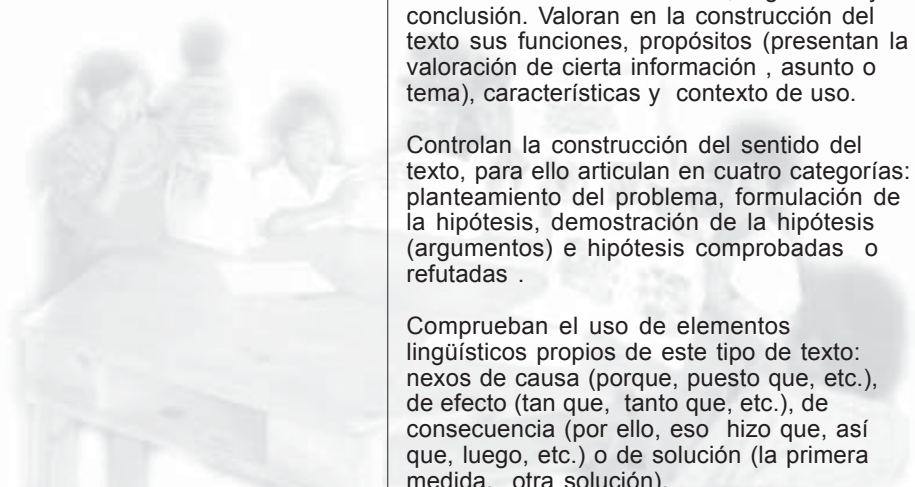 conclusión. Valoran en la construcción del
texto sus funciones, propósitos (presentan la
valoración de cierta información , asunto o
tema), características y contexto de uso.
Controlan la construcción del sentido del
texto, para ello articulan en cuatro categorías:
planteamiento del problema, formulación de
la hipótesis, demostración de la hipótesis
(argumentos) e hipótesis comprobadas o
refutadas .
Comprueban el uso de elementos
lingüísticos propios de este tipo de texto:
nexos de causa (porque, puesto que, etc.),
de efecto (tan que, tanto que, etc.), de
consecuencia (por ello, eso hizo que, así
que, luego, etc.) o de solución (la primera
medida, otra solución).